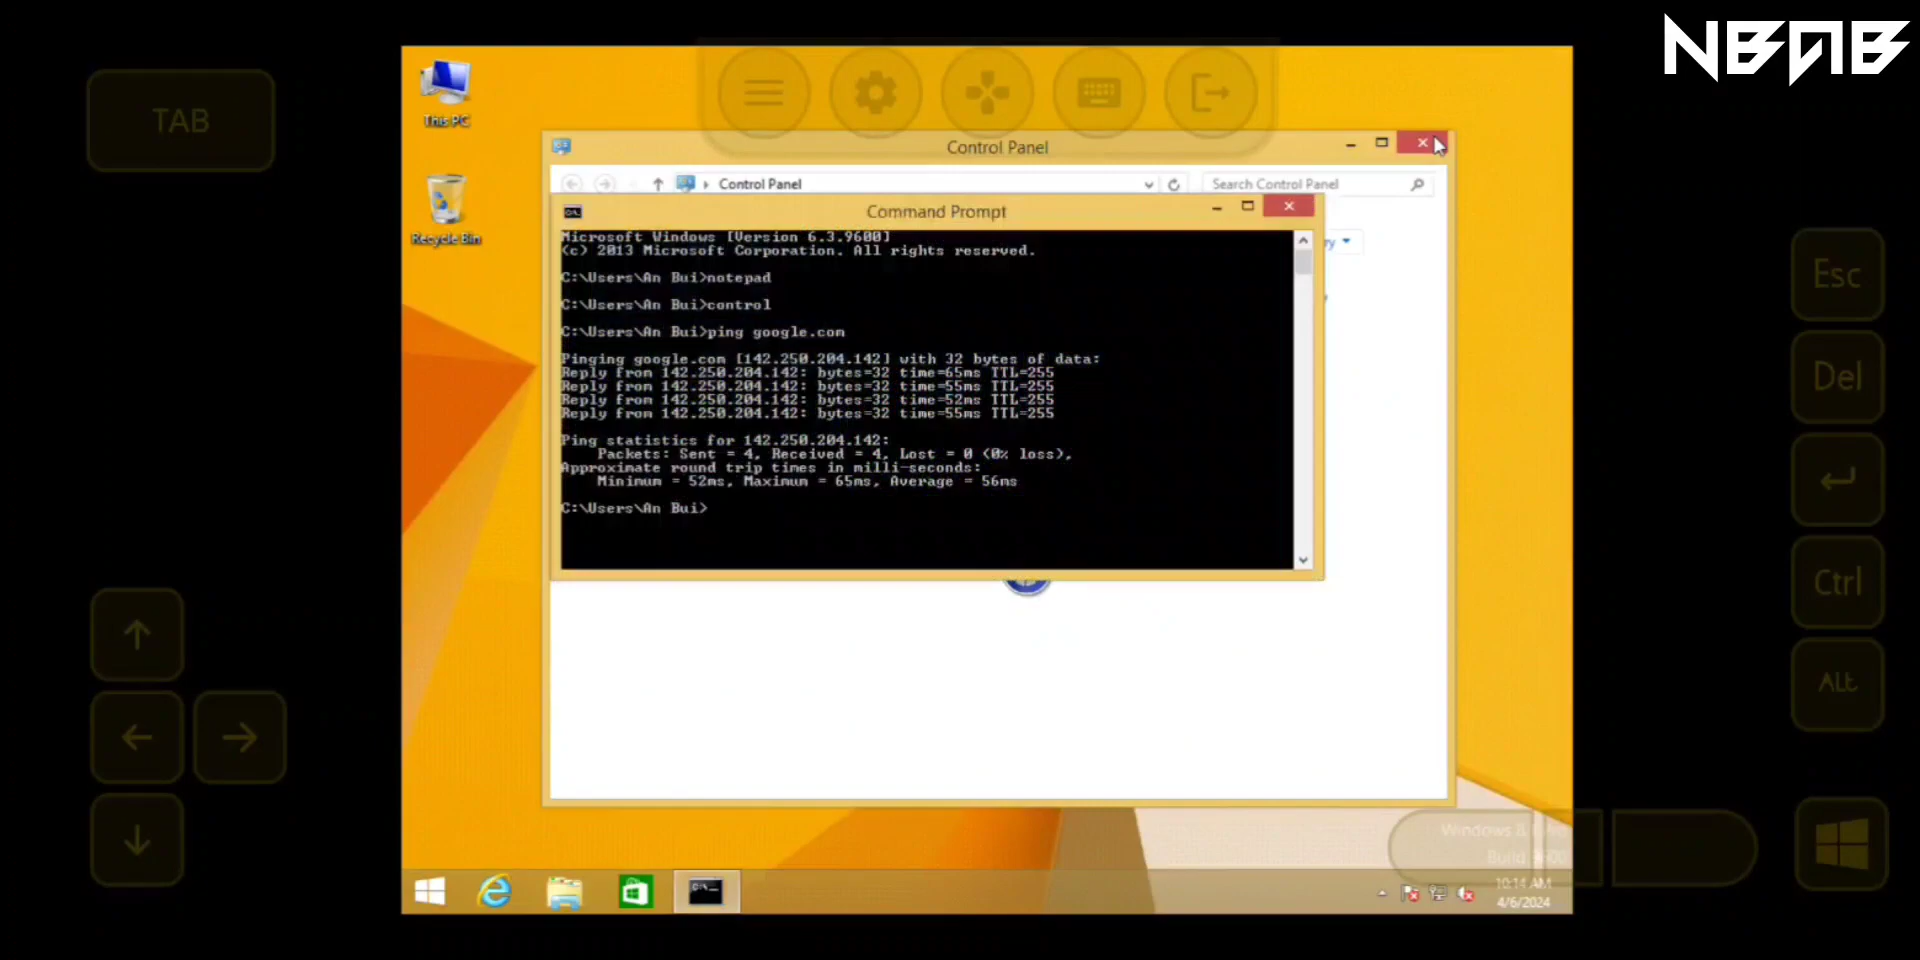 NBAB
TAB
This PC
Recycle Bin
Control Panel
Control Panel
Search Control Panel
Command Prompt
Microsoft Windows [Version 6.3.9600]
(c) 2013 Microsoft Corporation. All rights reserved.
C:\Users\An Bui>notepad
C:\Users\An Bui>control
C:\Users\An Bui>ping google.com
Pinging google.com [142.250.204.142] with 32 bytes of data:
Reply from 142.250.204.142: bytes=32 time=65ms TTL=255
Reply from 142.250.204.142: bytes=32 time=55ms TTL=255
Reply from 142.250.204.142: bytes=32 time=52ms TTL=255
Reply from 142.250.204.142: bytes=32 time=55ms TTL=255
Ping statistics for 142.250.204.142:
Packets: Sent = 4, Received = 4, Lost = 0 (0% loss),
Approximate round trip times in milli-seconds:
Minimum = 52ms, Maximum = 65ms, Average = 56ms
C:\Users\An Bui>
Esc
Del
Ctrl
Alt
Windows 8.1
Build 9600
10:14 AM
4/6/2024